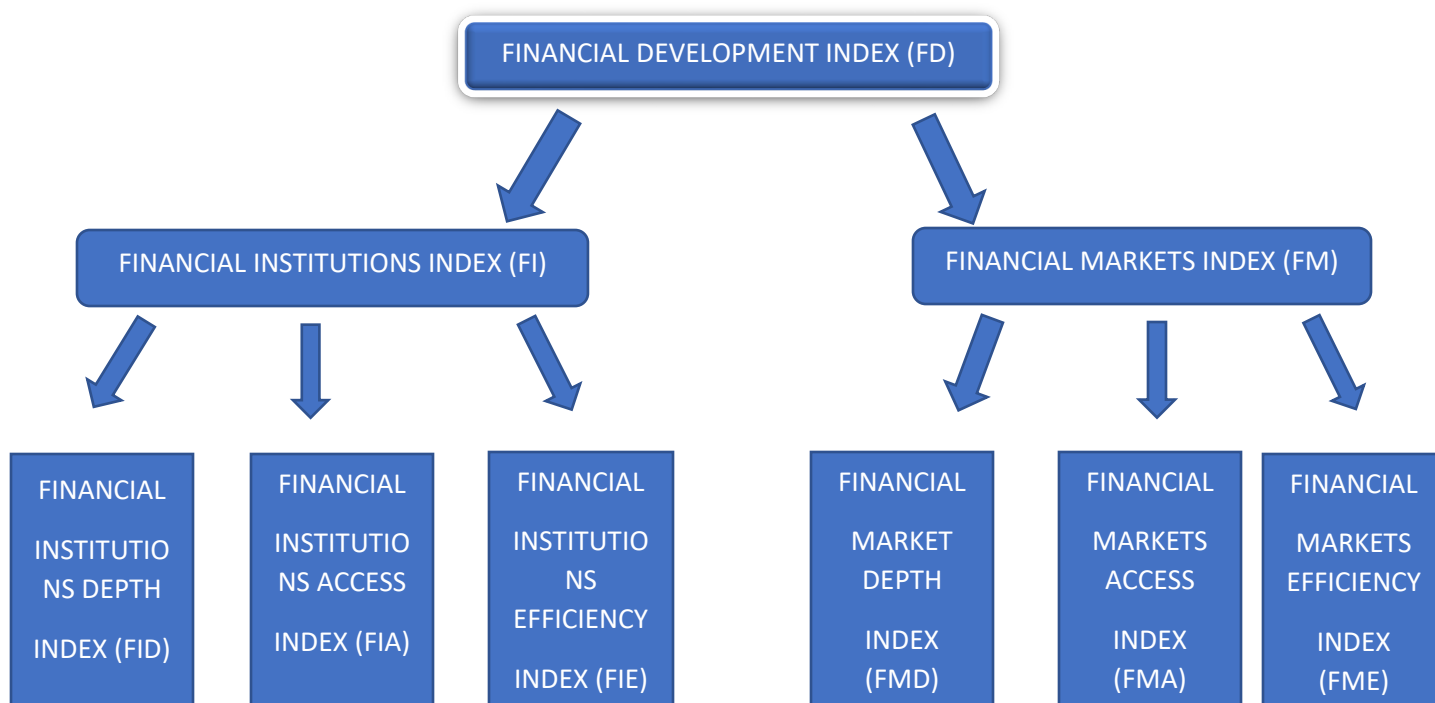 FINANCIAL DEVELOPMENT INDEX (FD)
FINANCIAL INSTITUTIONS INDEX (FI)
FINANCIAL MARKETS INDEX (FM)
FINANCIAL
INSTITUTIO
NS DEPTH
INDEX (FID)
FINANCIAL
INSTITUTIO
NS ACCESS
INDEX (FIA)
FINANCIAL
INSTITUTIO
NS
EFFICIENCY
INDEX (FIE)
FINANCIAL
MARKET
DEPTH
INDEX
(FMD)
FINANCIAL
MARKETS
ACCESS
INDEX
(FMA)
FINANCIAL
MARKETS
EFFICIENCY
INDEX
(FME)